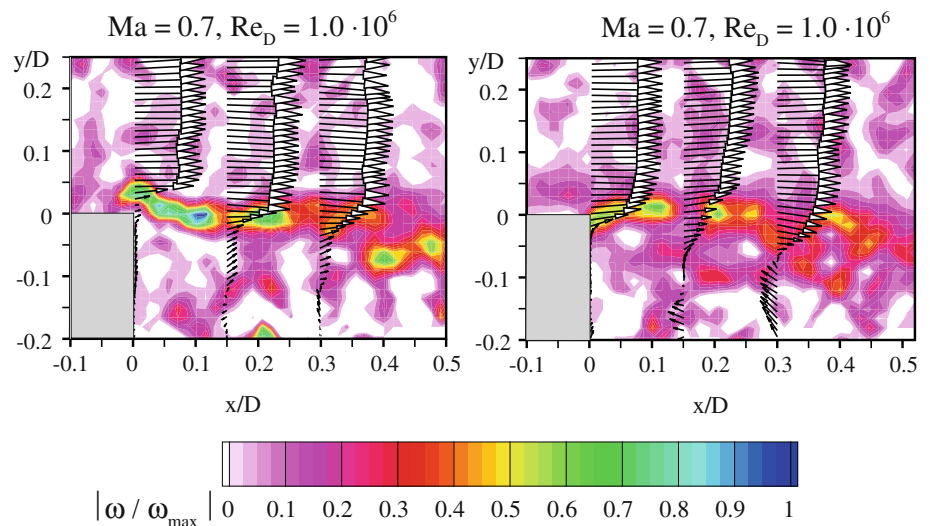 Ma = 0.7, Re_D = 1.0 · 10^6
Ma = 0.7, Re_D = 1.0 · 10^6
y/D
0.2
0.1
0
-0.1
-0.2
-0.1 0 0.1 0.2 0.3 0.4 0.5
x/D
y/D
0.2
0.1
0
-0.1
-0.2
-0.1 0 0.1 0.2 0.3 0.4 0.5
x/D
|ω / ω_max| 0 0.1 0.2 0.3 0.4 0.5 0.6 0.7 0.8 0.9 1